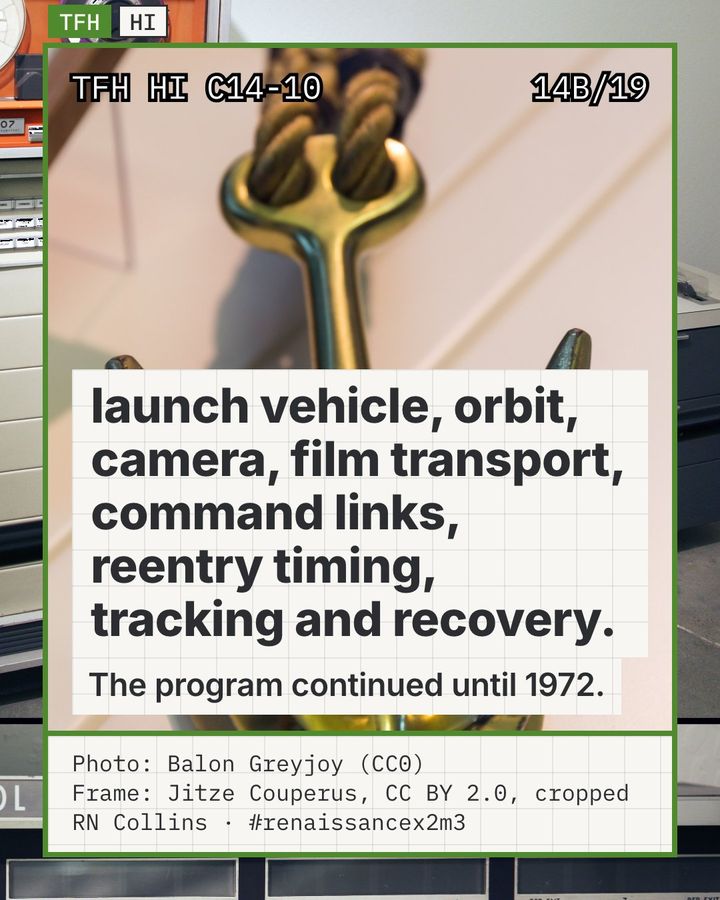 TFH HI
TFH HI C14-10 14B/19
07
launch vehicle, orbit,
camera, film transport,
command links,
reentry timing,
tracking and recovery.
The program continued until 1972.
Photo: Balon Greyjoy (CC0)
Frame: Jitze Couperus, CC BY 2.0, cropped
OL
RN Collins · #renaissancex2m3